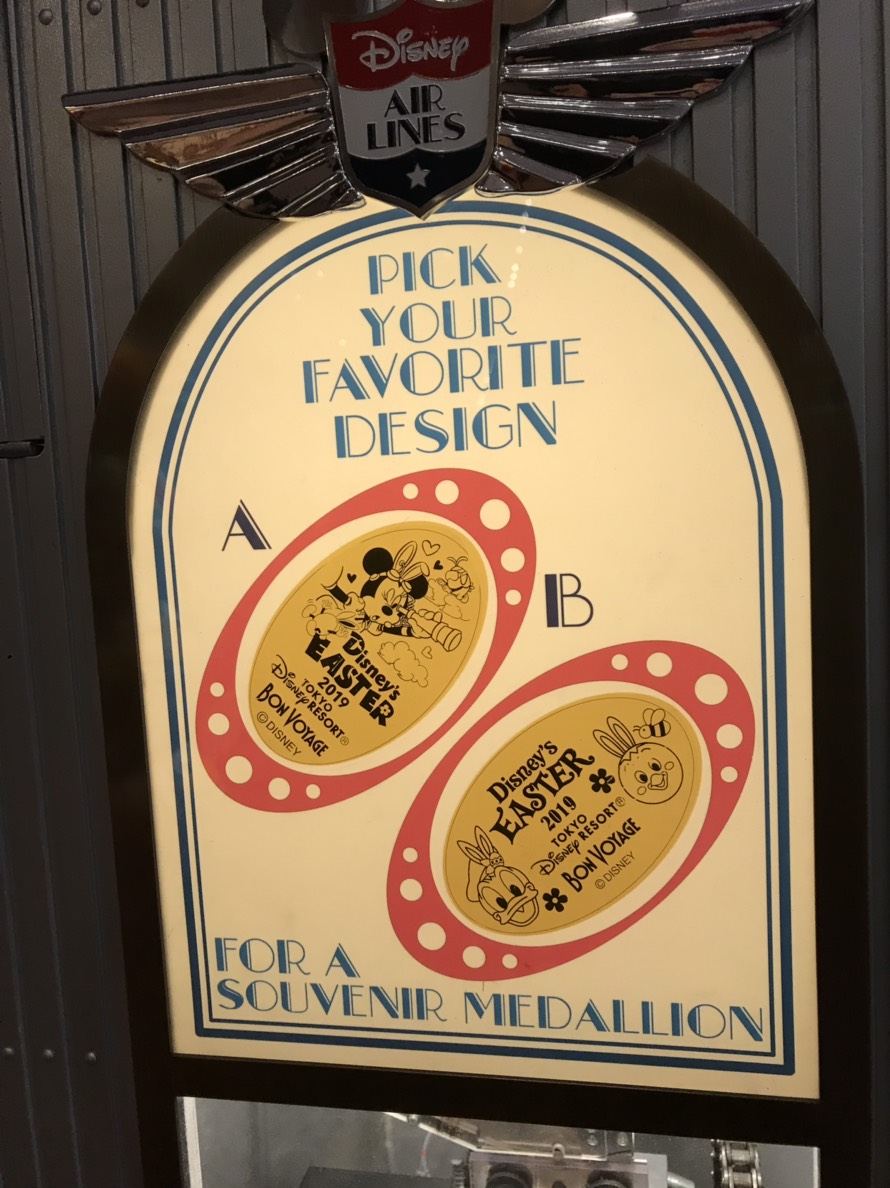 Disney
AIR
LINES
PICK
YOUR
FAVORITE
DESIGN
A
Disney's
EASTER
2019
TOKYO
Disney RESORT®
BON VOYAGE
© DISNEY
B
Disney's
EASTER
2019
TOKYO
Disney RESORT®
BON VOYAGE
© DISNEY
FOR A
SOUVENIR MEDALLION